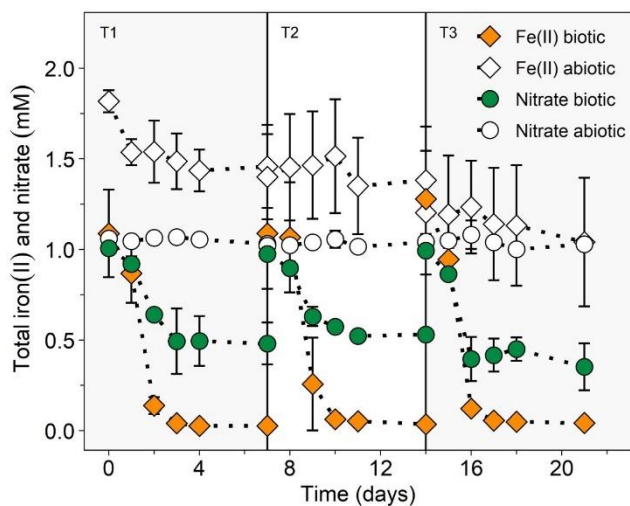 T1
T2
T3
Fe(II) biotic
Fe(II) abiotic
Nitrate biotic
Nitrate abiotic
Total iron(II) and nitrate (mM)
2.0
1.5
1.0
0.5
0.0
0 4 8 12 16 20
Time (days)